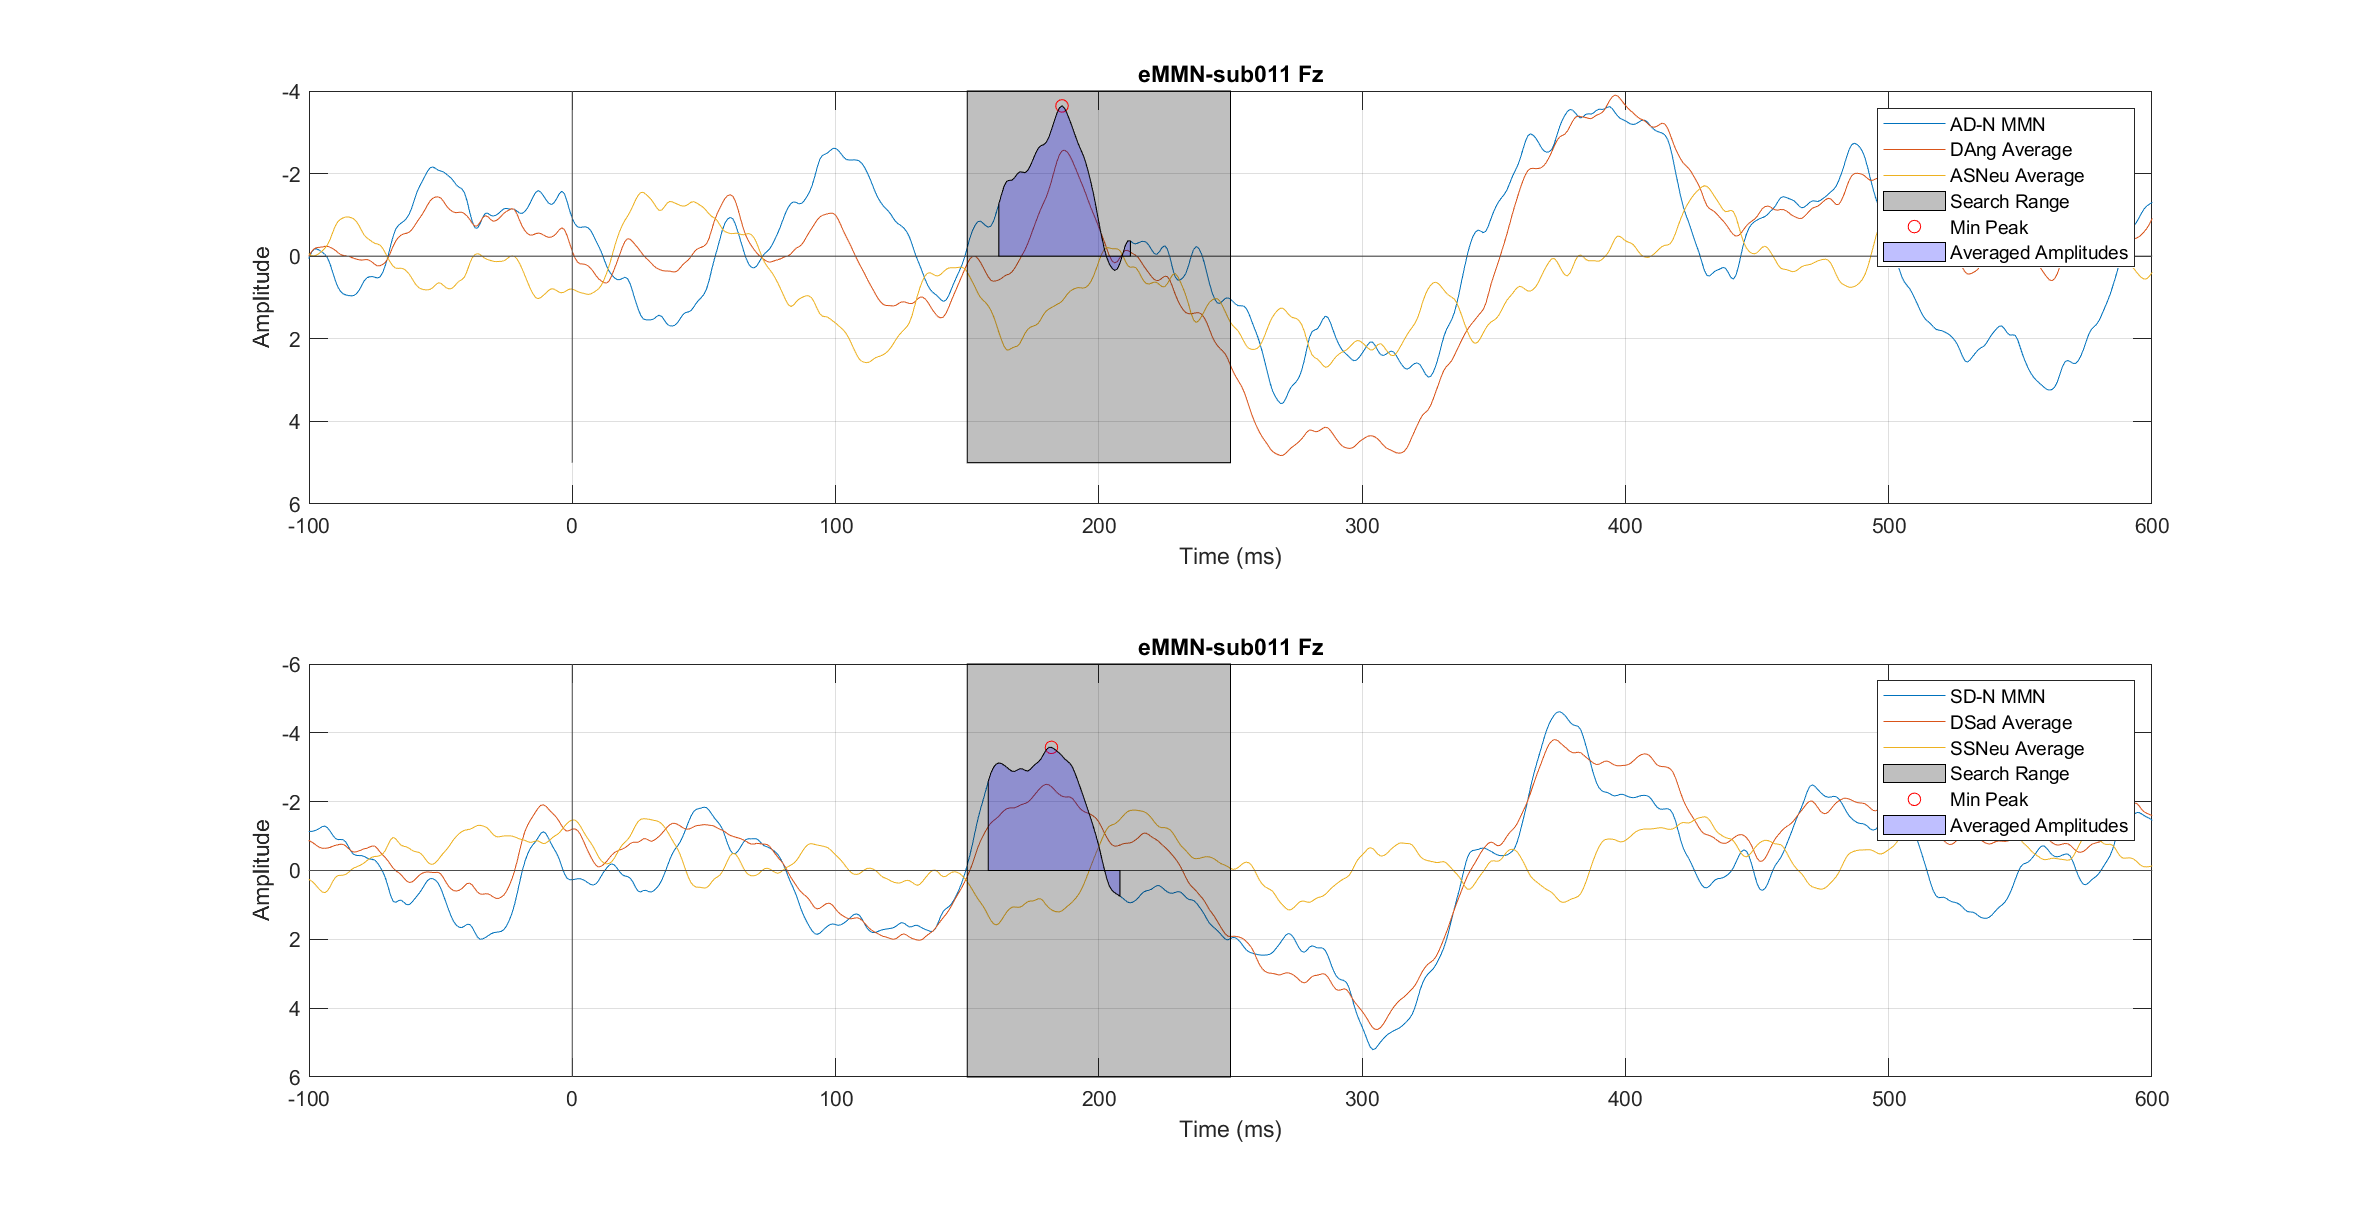 eMMN-sub011 Fz
-4
-2
0
2
4
6
Amplitude
-100 0 100 200 300 400 500 600
Time (ms)
AD-N MMN
DAng Average
ASNeu Average
Search Range
Min Peak
Averaged Amplitudes
eMMN-sub011 Fz
-6
-4
-2
0
2
4
6
Amplitude
-100 0 100 200 300 400 500 600
Time (ms)
SD-N MMN
DSad Average
SSNeu Average
Search Range
Min Peak
Averaged Amplitudes